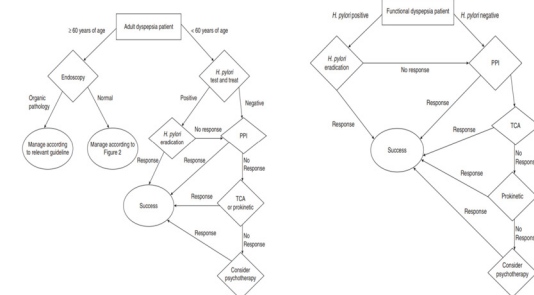 Adult dyspepsia patient
≥ 60 years of age
< 60 years of age
Endoscopy
H. pylori
test and treat
Organic
pathology
Normal
Positive
Negative
Manage according
to relevant guideline
Manage according to
Figure 2
H. pylori
eradication
No response
PPI
Response
Response
No
Response
Success
Response
TCA
or prokinetic
Response
No
Response
Consider
psychotherapy
Functional dyspepsia patient
H. pylori positive
H. pylori negative
H. pylori
eradication
No response
PPI
Response
Response
Response
TCA
Success
No
Response
Response
Prokinetic
Response
No
Response
Consider
psychotherapy